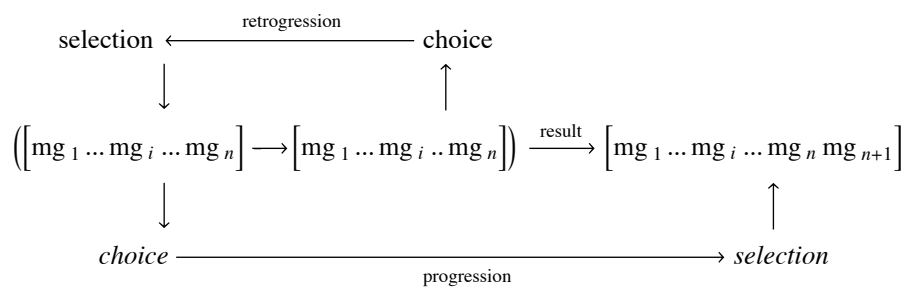 retrogression
selection choice
([mg 1 ... mg i ... mg n] [mg 1 ... mg i .. mg n]) result [mg 1 ... mg i ... mg n mg n+1]
choice selection
progression